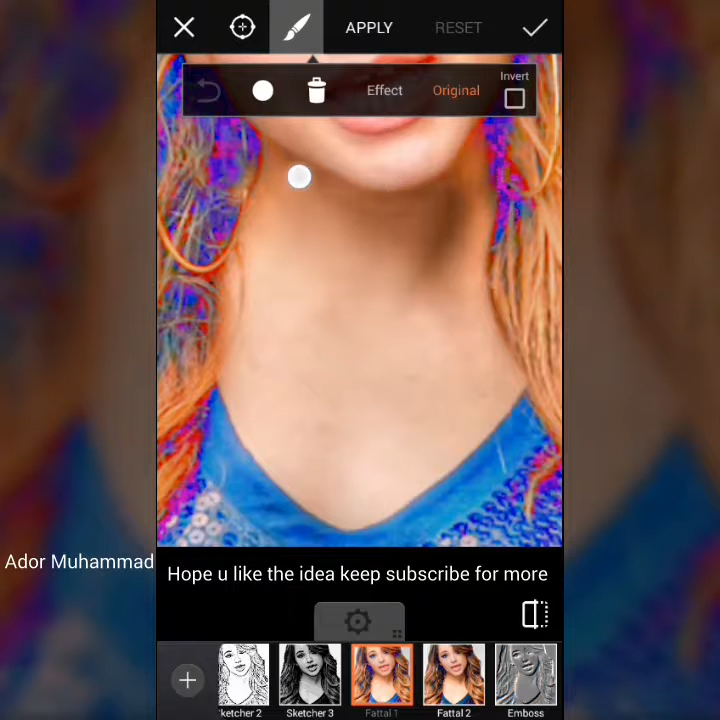 APPLY
RESET
Effect
Original
Invert
Ador Muhammad
Hope u like the idea keep subscribe for more
ketcher 2
Sketcher 3
Fattal 1
Fattal 2
Emboss